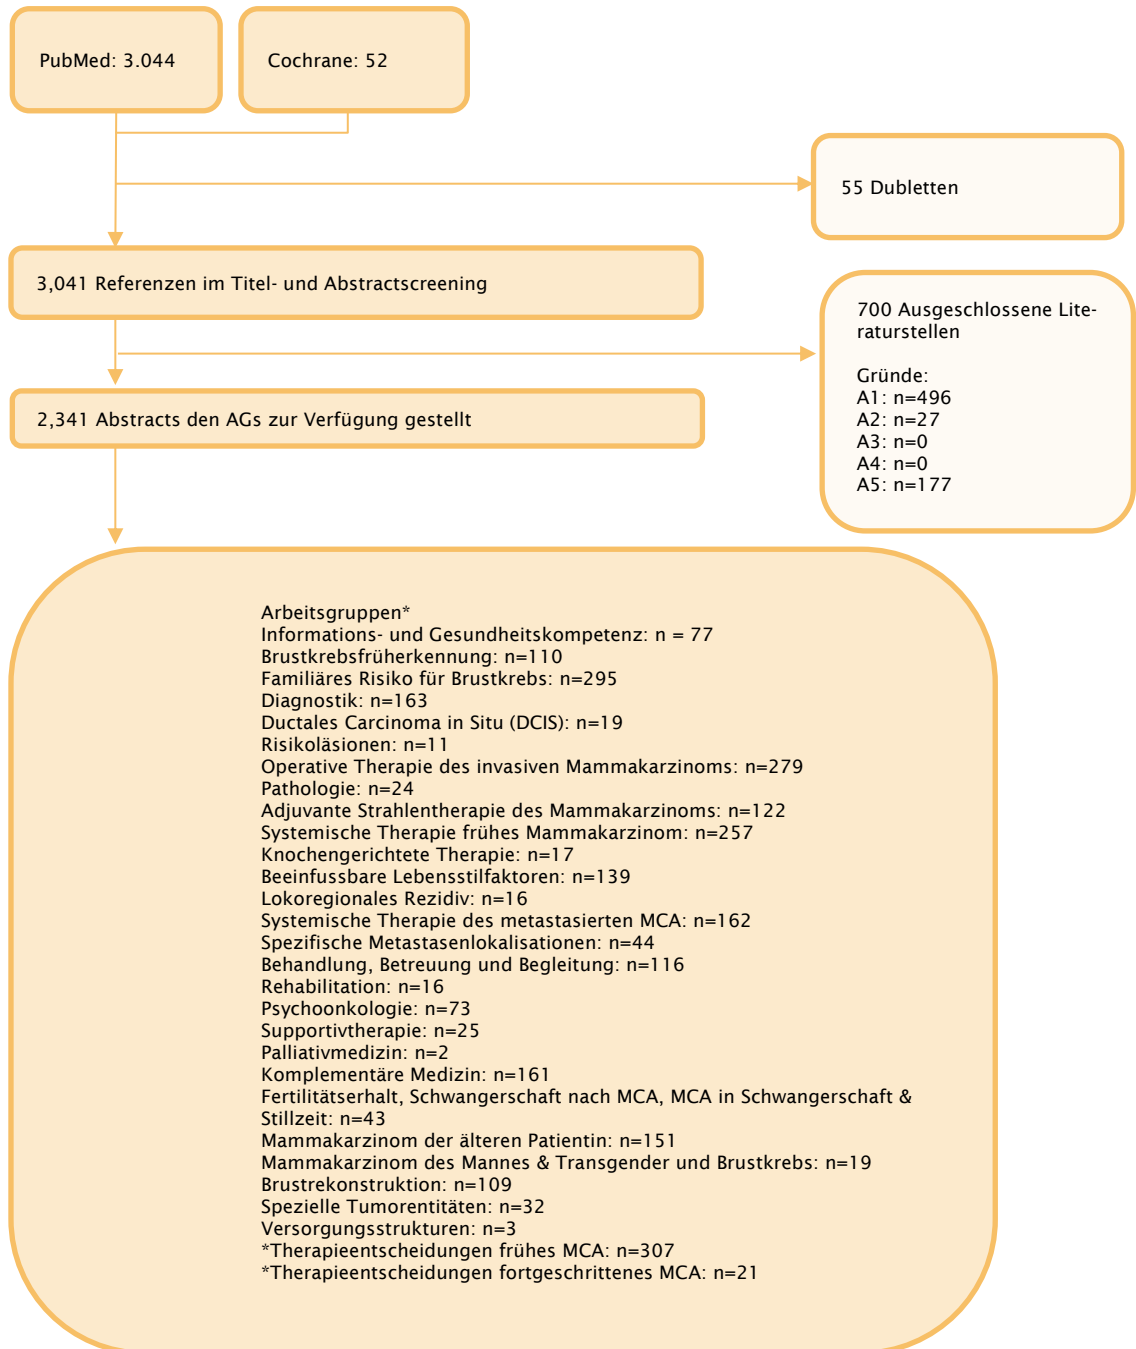 PubMed: 3.044
Cochrane: 52
55 Dubletten
3,041 Referenzen im Titel- und Abstractscreening
700 Ausgeschlossene Lite-
raturstellen
Gründe:
A1: n=496
A2: n=27
A3: n=0
A4: n=0
A5: n=177
2,341 Abstracts den AGs zur Verfügung gestellt
Arbeitsgruppen*
Informations- und Gesundheitskompetenz: n = 77
Brustkrebsfrüherkennung: n=110
Familiäres Risiko für Brustkrebs: n=295
Diagnostik: n=163
Ductales Carcinoma in Situ (DCIS): n=19
Risikoläsionen: n=11
Operative Therapie des invasiven Mammakarzinoms: n=279
Pathologie: n=24
Adjuvante Strahlentherapie des Mammakarzinoms: n=122
Systemische Therapie frühes Mammakarzinom: n=257
Knochengerichtete Therapie: n=17
Beeinfussbare Lebensstilfaktoren: n=139
Lokoregionales Rezidiv: n=16
Systemische Therapie des metastasierten MCA: n=162
Spezifische Metastasenlokalisationen: n=44
Behandlung, Betreuung und Begleitung: n=116
Rehabilitation: n=16
Psychoonkologie: n=73
Supportivtherapie: n=25
Palliativmedizin: n=2
Komplementäre Medizin: n=161
Fertilitätserhalt, Schwangerschaft nach MCA, MCA in Schwangerschaft &
Stillzeit: n=43
Mammakarzinom der älteren Patientin: n=151
Mammakarzinom des Mannes & Transgender und Brustkrebs: n=19
Brustrekonstruktion: n=109
Spezielle Tumorentitäten: n=32
Versorgungsstrukturen: n=3
*Therapieentscheidungen frühes MCA: n=307
*Therapieentscheidungen fortgeschrittenes MCA: n=21